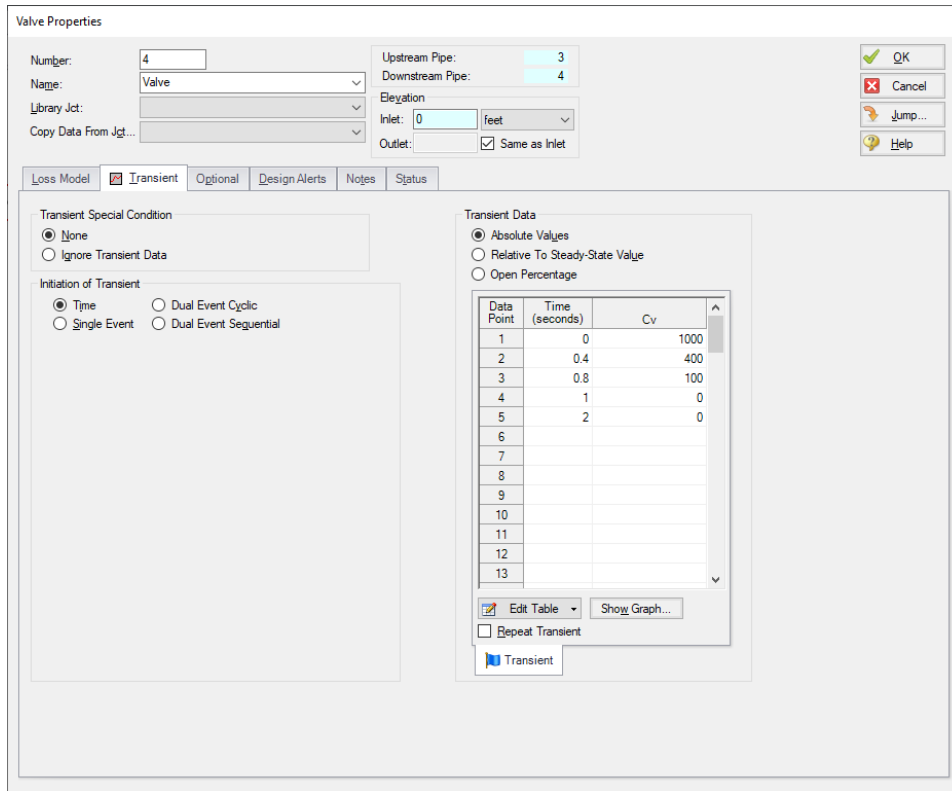 Valve Properties
Number: 4
Name: Valve
Library Jct:
Copy Data From Jct...
Upstream Pipe: 3
Downstream Pipe: 4
Elevation
Inlet: 0 feet
Outlet: Same as Inlet
OK
Cancel
Jump...
Help
Loss Model Transient Optional Design Alerts Notes Status
Transient Special Condition
None
Ignore Transient Data
Initiation of Transient
Time Dual Event Cyclic
Single Event Dual Event Sequential
Transient Data
Absolute Values
Relative To Steady-State Value
Open Percentage
Data Point Time (seconds) Cv
1 0 1000
2 0.4 400
3 0.8 100
4 1 0
5 2 0
6
7
8
9
10
11
12
13
Edit Table Show Graph...
Repeat Transient
Transient